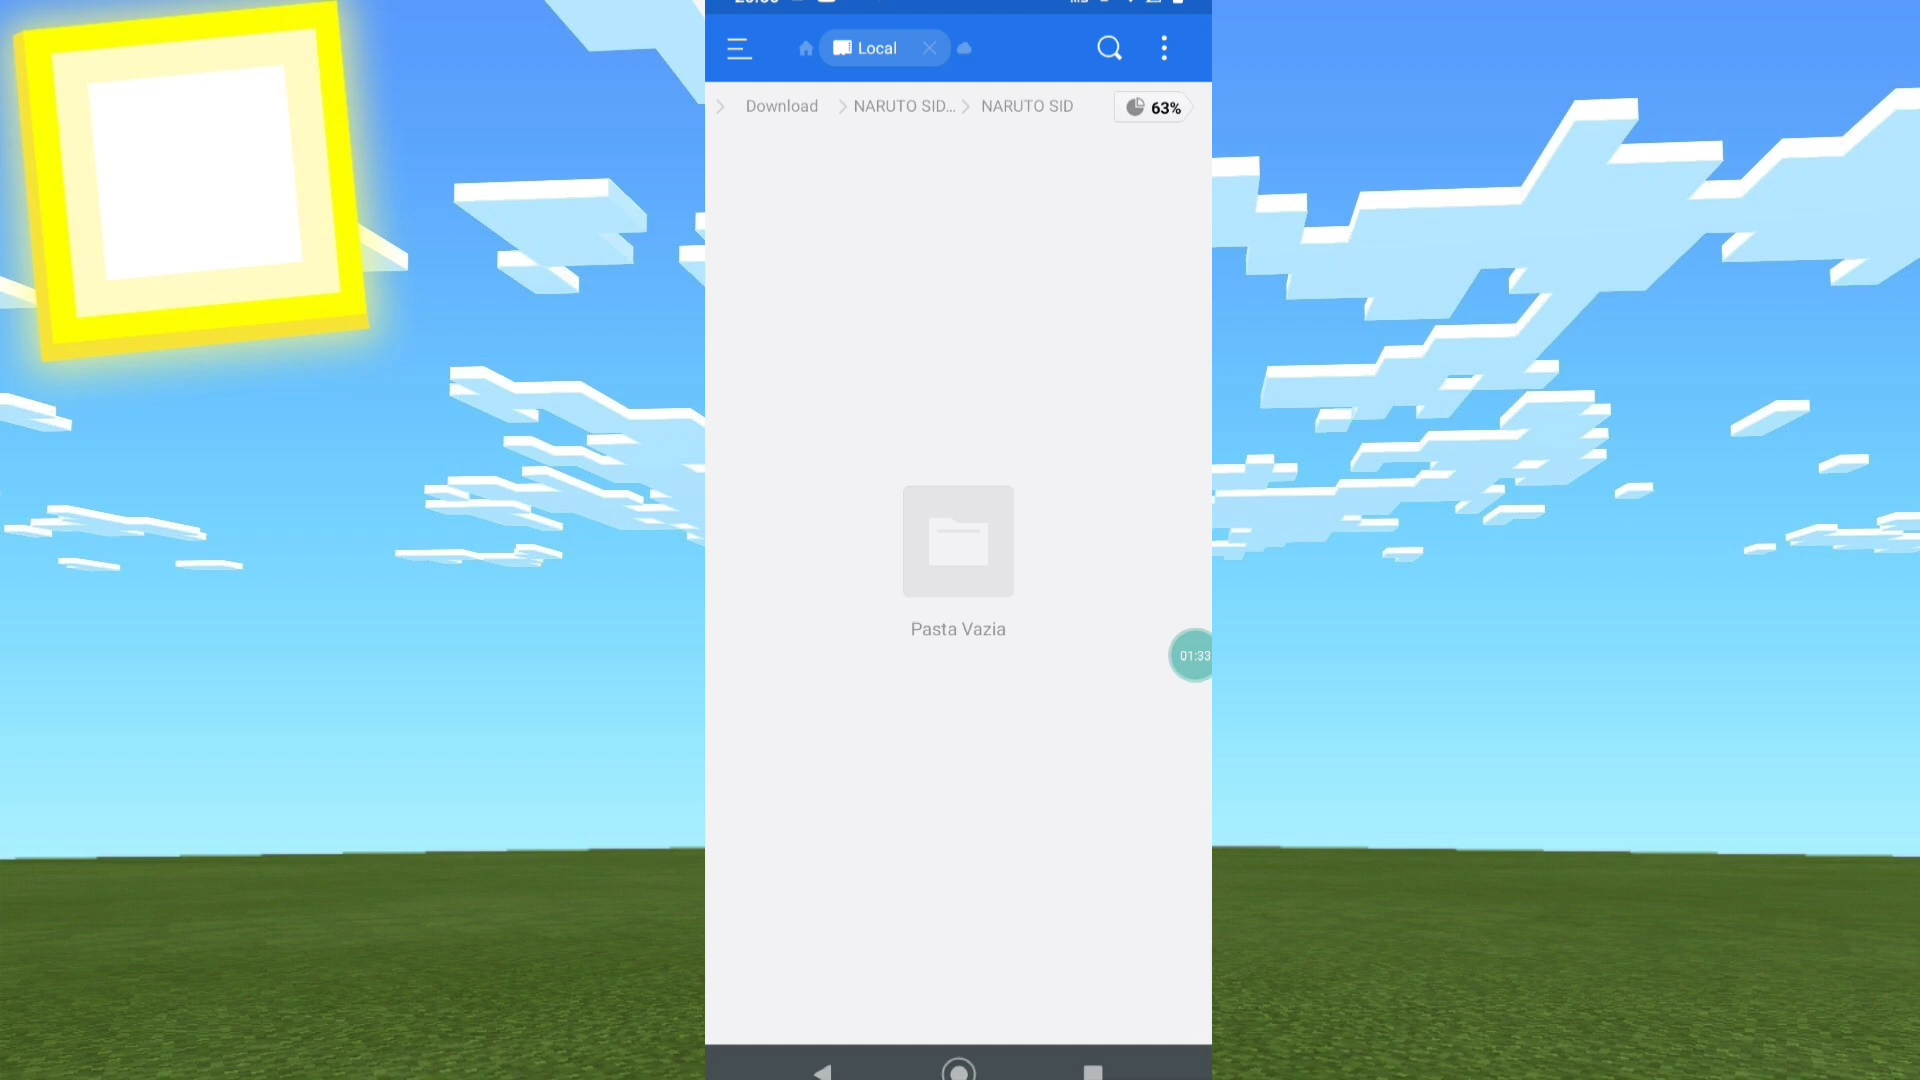 Local
Download NARUTO SID... NARUTO SID 63%
Pasta Vazia
01:33